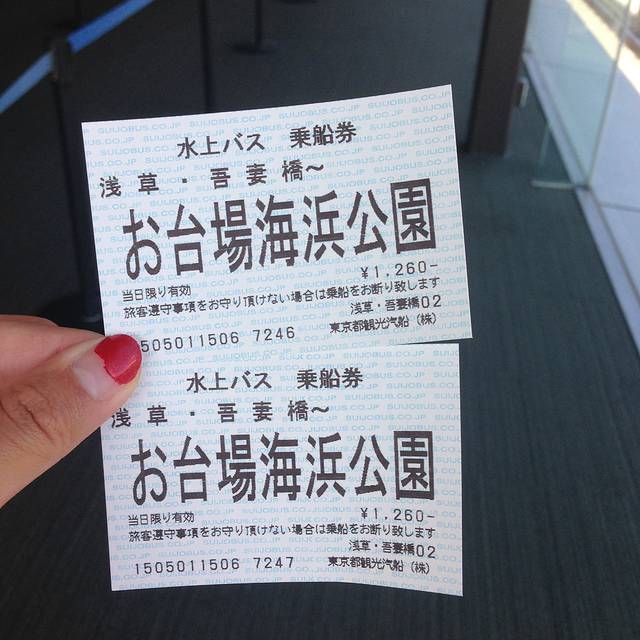 水上バス 乗船券
浅草・吾妻橋〜
お台場海浜公園
¥1,260-
当日限り有効
旅客遵守事項をお守り頂けない場合は乗船をお断り致します
浅草・吾妻橋02
505011506 7246
東京都観光汽船(株)
水上バス 乗船券
浅草・吾妻橋〜
お台場海浜公園
¥1,260-
当日限り有効
旅客遵守事項をお守り頂けない場合は乗船をお断り致します
浅草・吾妻橋02
1505011506 7247
東京都観光汽船(株)
SUIJOBUS.CO.JP